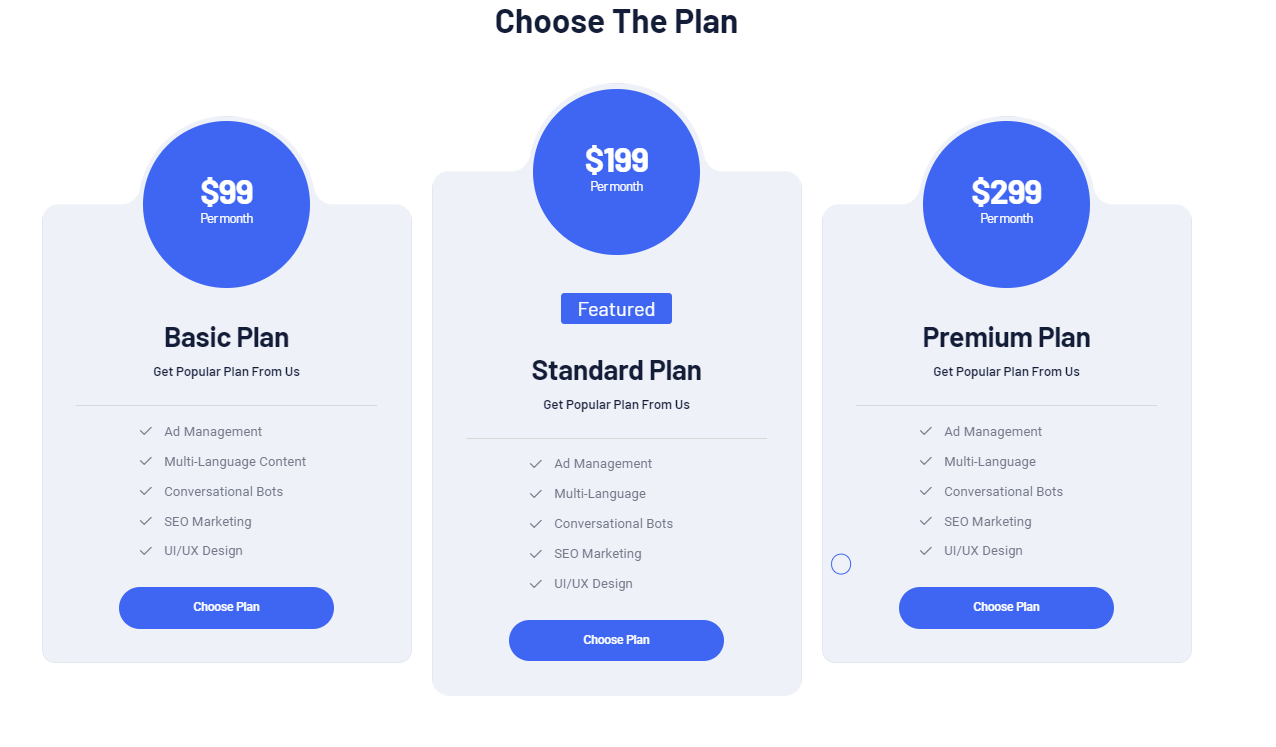 Choose The Plan
$99
Per month
Basic Plan
Get Popular Plan From Us
Ad Management
Multi-Language Content
Conversational Bots
SEO Marketing
UI/UX Design
Choose Plan
$199
Per month
Featured
Standard Plan
Get Popular Plan From Us
Ad Management
Multi-Language
Conversational Bots
SEO Marketing
UI/UX Design
Choose Plan
$299
Per month
Premium Plan
Get Popular Plan From Us
Ad Management
Multi-Language
Conversational Bots
SEO Marketing
UI/UX Design
Choose Plan